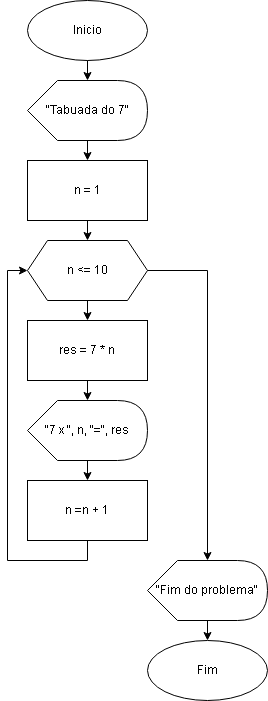 Inicio
"Tabuada do 7"
n = 1
n <= 10
res = 7 * n
"7 x", n, "=", res
n =n + 1
"Fim do problema"
Fim